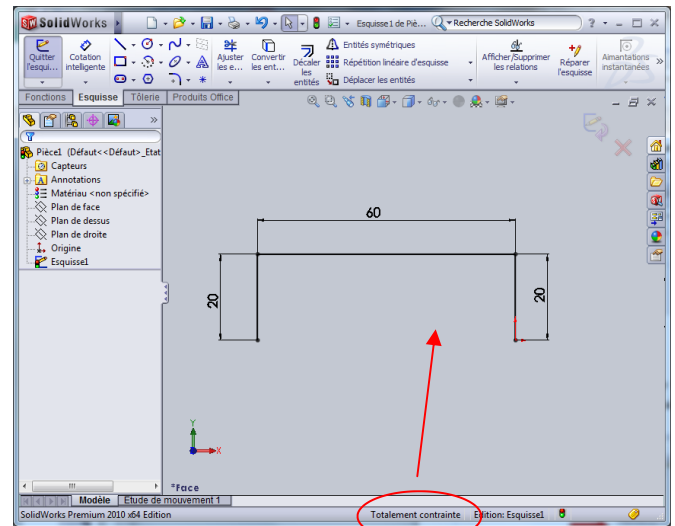 SolidWorks
Esquisse1 de Piè...
Recherche SolidWorks
?
Quitter l'esqui...
Cotation intelligente
Ajuster les e...
Convertir les ent...
Décaler les entités
Entités symétriques
Répétition linéaire d'esquisse
Déplacer les entités
Afficher/Supprimer les relations
Réparer l'esquisse
Aimantations instantanées
Fonctions
Esquisse
Tôlerie
Produits Office
Pièce1 (Défaut<<Défaut>_Etat
Capteurs
Annotations
Matériau <non spécifié>
Plan de face
Plan de dessus
Plan de droite
Origine
Esquisse1
60
20
20
Y
X
*Face
Modèle
Etude de mouvement 1
SolidWorks Premium 2010 x64 Edition
Totalement contrainte
Edition: Esquisse1